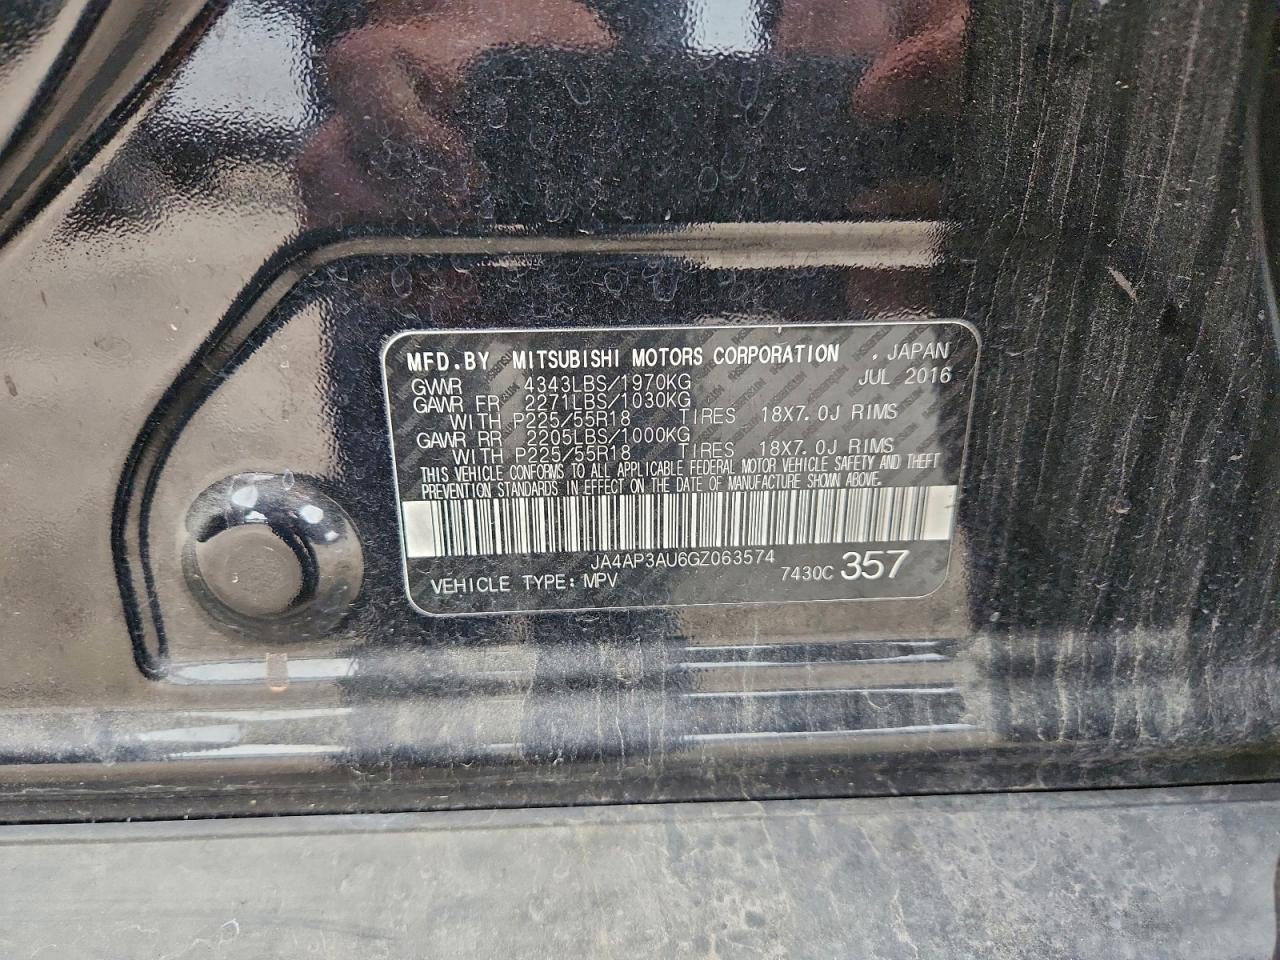 MFD.BY MITSUBISHI MOTORS CORPORATION . JAPAN
JUL 2016
GVWR 4343LBS/1970KG
GAWR FR 2271LBS/1030KG
WITH P225/55R18 TIRES 18X7.0J RIMS
GAWR RR 2205LBS/1000KG
WITH P225/55R18 TIRES 18X7.0J RIMS
THIS VEHICLE CONFORMS TO ALL APPLICABLE FEDERAL MOTOR VEHICLE SAFETY AND THEFT
PREVENTION STANDARDS IN EFFECT ON THE DATE OF MANUFACTURE SHOWN ABOVE.
JA4AP3AU6GZ063574
VEHICLE TYPE: MPV 7430C 357